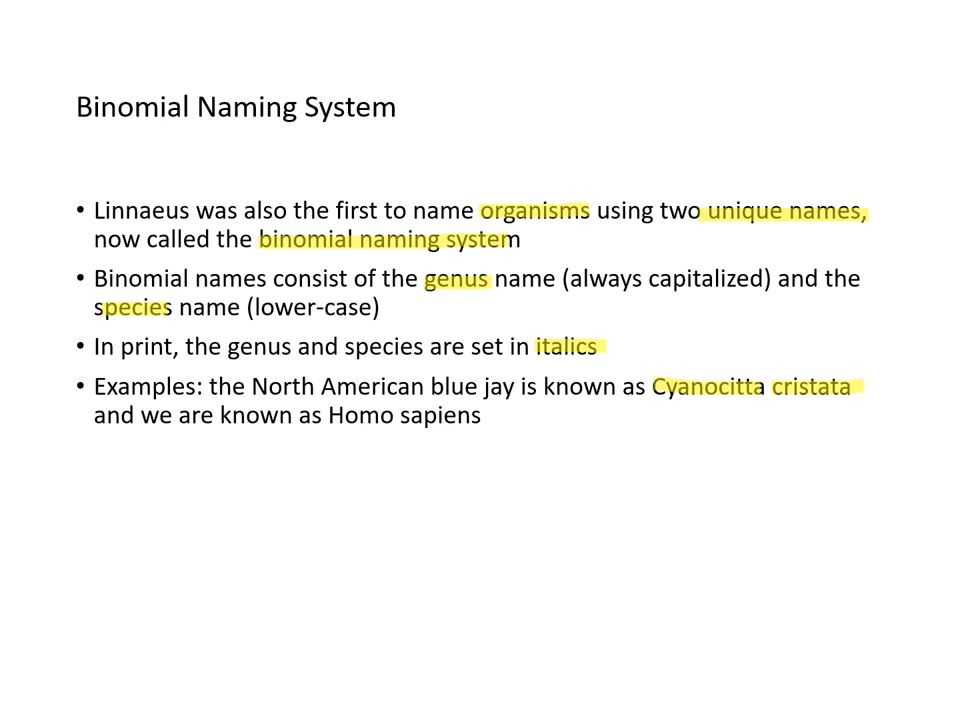 Binomial Naming System
• Linnaeus was also the first to name organisms using two unique names,
now called the binomial naming system
• Binomial names consist of the genus name (always capitalized) and the
species name (lower-case)
• In print, the genus and species are set in italics
• Examples: the North American blue jay is known as Cyanocitta cristata
and we are known as Homo sapiens